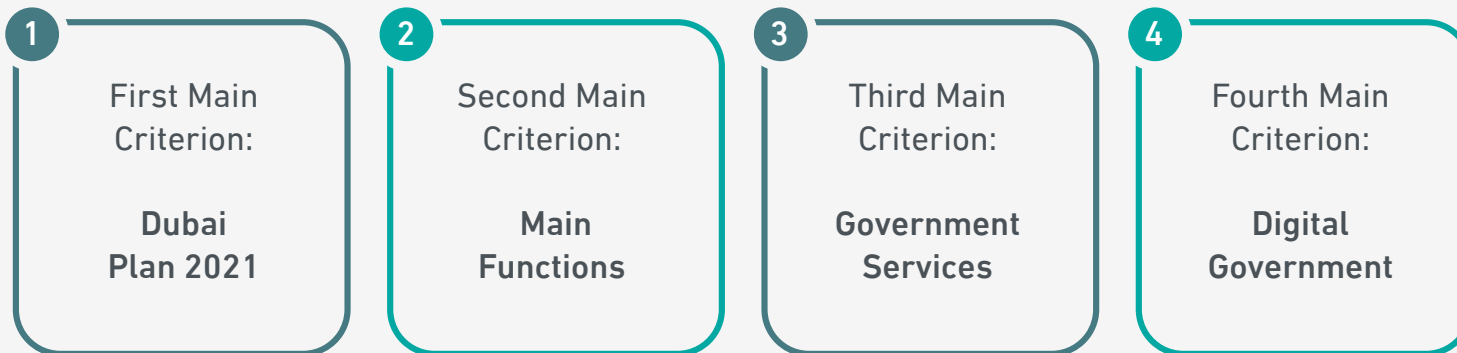 1
First Main
Criterion:
Dubai
Plan 2021
2
Second Main
Criterion:
Main
Functions
3
Third Main
Criterion:
Government
Services
4
Fourth Main
Criterion:
Digital
Government